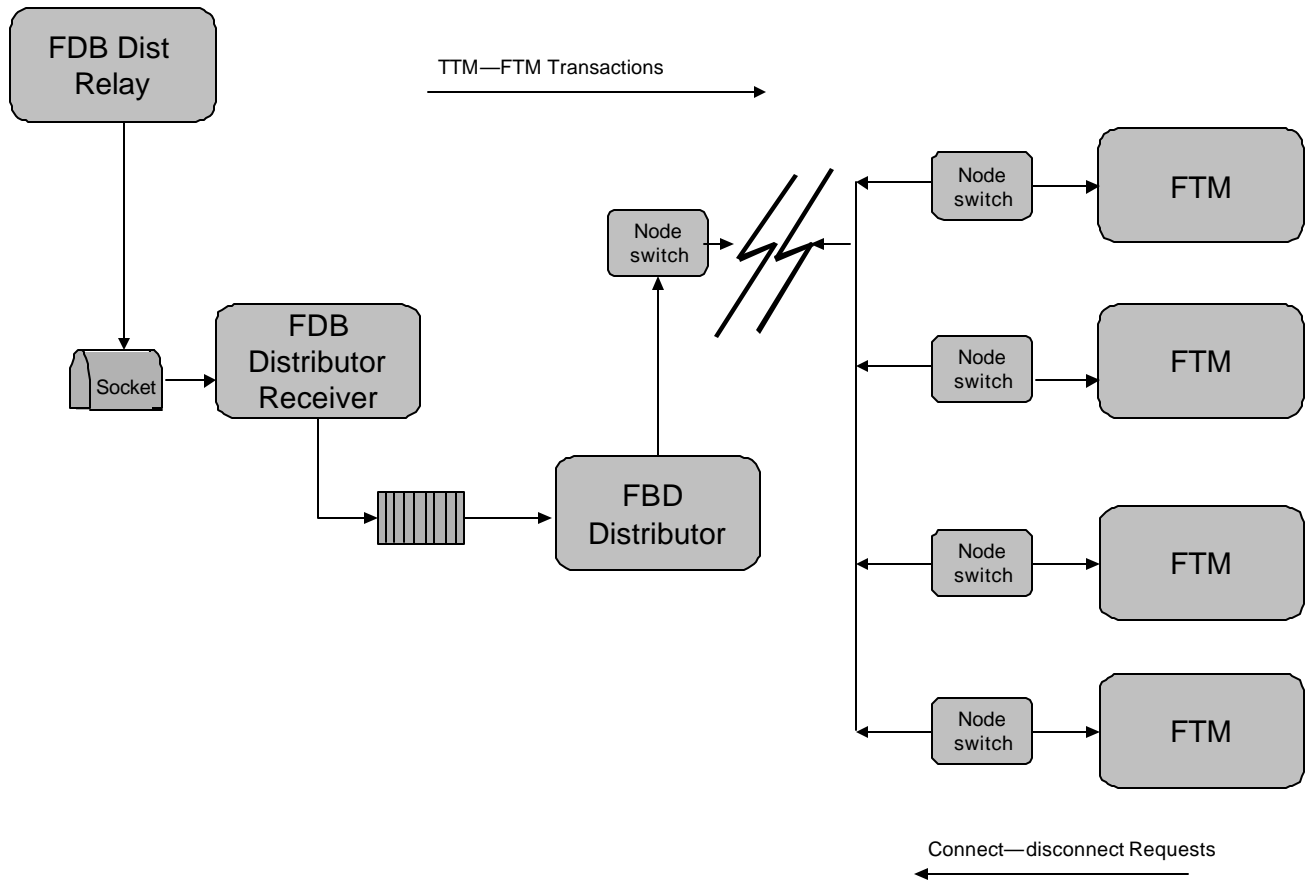 FDB Dist
Relay
TTM—FTM Transactions
Node
switch
FTM
Node
switch
FDB
Distributor
Receiver
Socket
Node
switch
FTM
FBD
Distributor
Node
switch
FTM
Node
switch
FTM
Connect—disconnect Requests